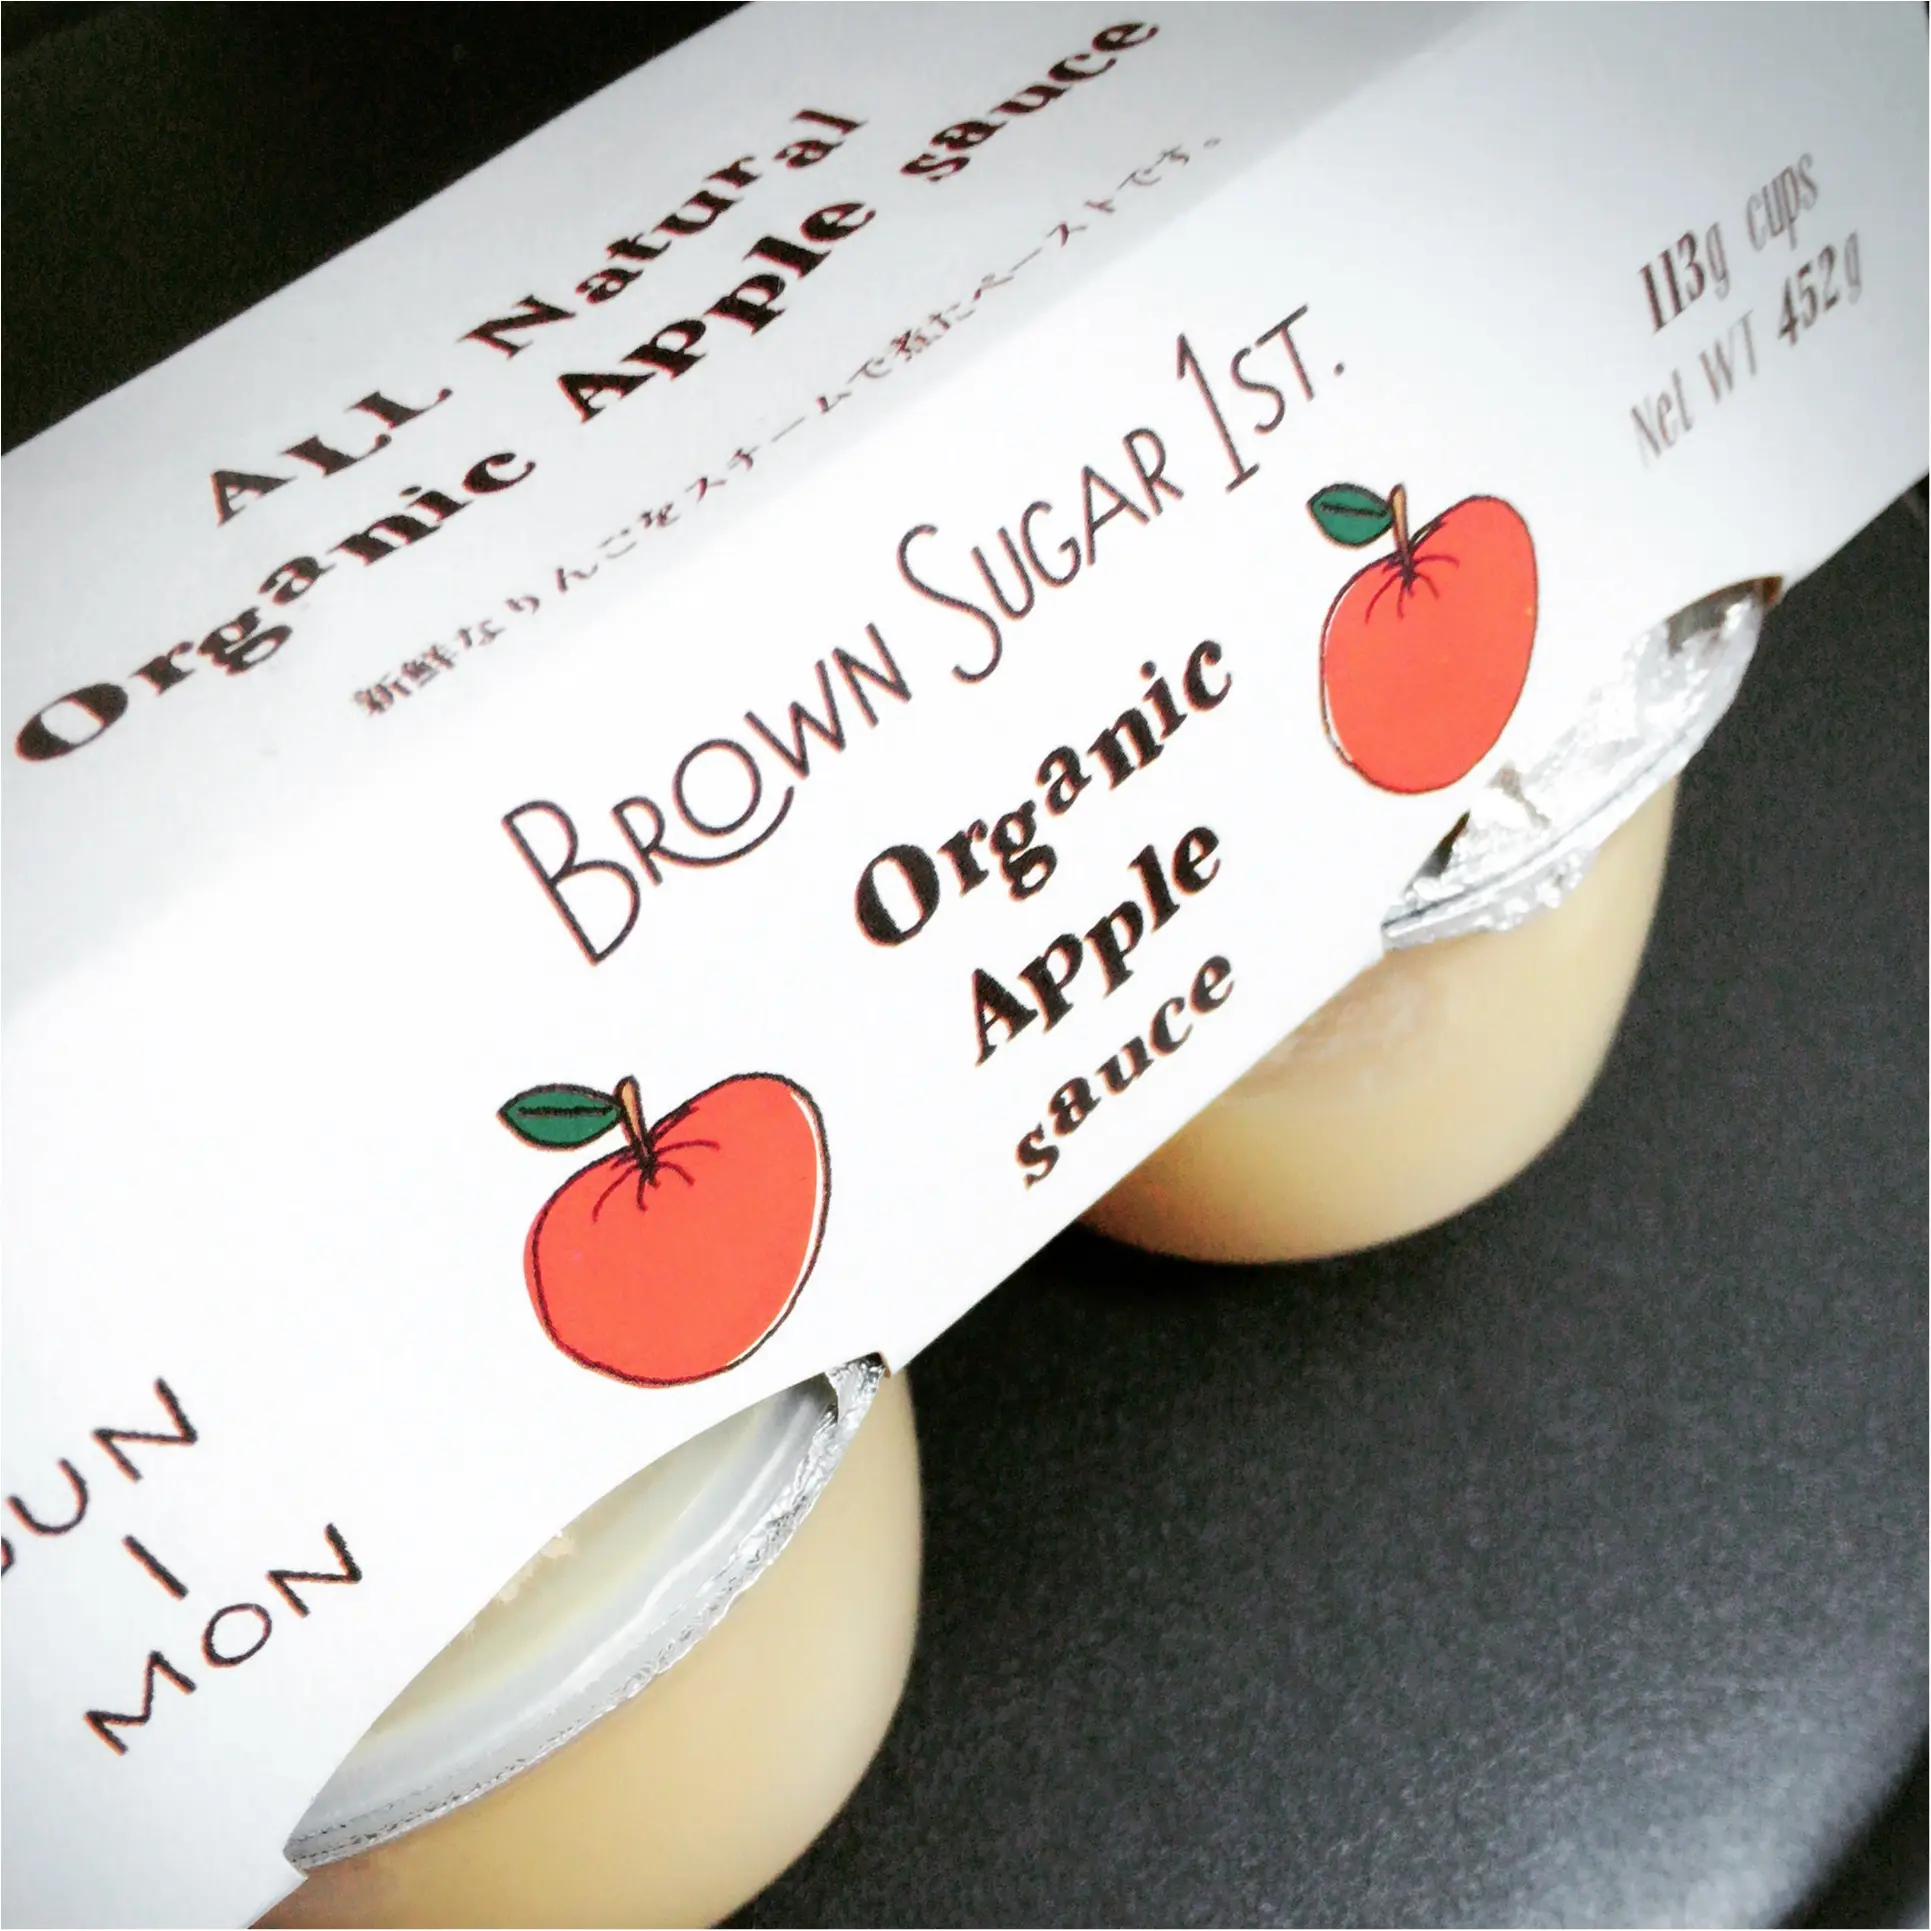 ALL Natural
Organic Apple sauce
新鮮なりんごをスチームで煮たペーストです。
BROWN SUGAR 1ST.
Organic
Apple
sauce
113g cups
Net WT 452g
I
MON